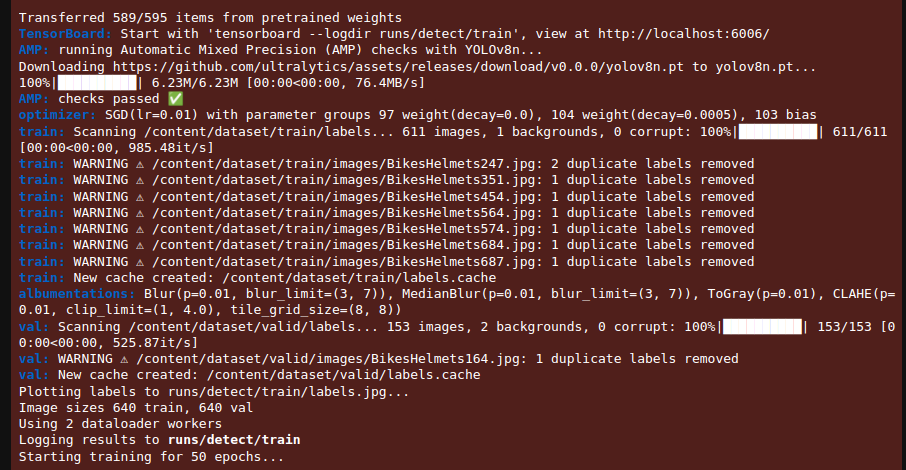 Transferred 589/595 items from pretrained weights
TensorBoard: Start with 'tensorboard --logdir runs/detect/train', view at http://localhost:6006/
AMP: running Automatic Mixed Precision (AMP) checks with YOLOv8n...
Downloading https://github.com/ultralytics/assets/releases/download/v0.0.0/yolov8n.pt to yolov8n.pt...
100%|██████████| 6.23M/6.23M [00:00<00:00, 76.4MB/s]
AMP: checks passed ✅
optimizer: SGD(lr=0.01) with parameter groups 97 weight(decay=0.0), 104 weight(decay=0.0005), 103 bias
train: Scanning /content/dataset/train/labels... 611 images, 1 backgrounds, 0 corrupt: 100%|██████████| 611/611
[00:00<00:00, 985.48it/s]
train: WARNING ⚠ /content/dataset/train/images/BikesHelmets247.jpg: 2 duplicate labels removed
train: WARNING ⚠ /content/dataset/train/images/BikesHelmets351.jpg: 1 duplicate labels removed
train: WARNING ⚠ /content/dataset/train/images/BikesHelmets454.jpg: 1 duplicate labels removed
train: WARNING ⚠ /content/dataset/train/images/BikesHelmets564.jpg: 1 duplicate labels removed
train: WARNING ⚠ /content/dataset/train/images/BikesHelmets574.jpg: 1 duplicate labels removed
train: WARNING ⚠ /content/dataset/train/images/BikesHelmets684.jpg: 1 duplicate labels removed
train: WARNING ⚠ /content/dataset/train/images/BikesHelmets687.jpg: 1 duplicate labels removed
train: New cache created: /content/dataset/train/labels.cache
albumentations: Blur(p=0.01, blur_limit=(3, 7)), MedianBlur(p=0.01, blur_limit=(3, 7)), ToGray(p=0.01), CLAHE(p=
0.01, clip_limit=(1, 4.0), tile_grid_size=(8, 8))
val: Scanning /content/dataset/valid/labels... 153 images, 2 backgrounds, 0 corrupt: 100%|██████████| 153/153 [0
0:00<00:00, 525.87it/s]
val: WARNING ⚠ /content/dataset/valid/images/BikesHelmets164.jpg: 1 duplicate labels removed
val: New cache created: /content/dataset/valid/labels.cache
Plotting labels to runs/detect/train/labels.jpg...
Image sizes 640 train, 640 val
Using 2 dataloader workers
Logging results to runs/detect/train
Starting training for 50 epochs...